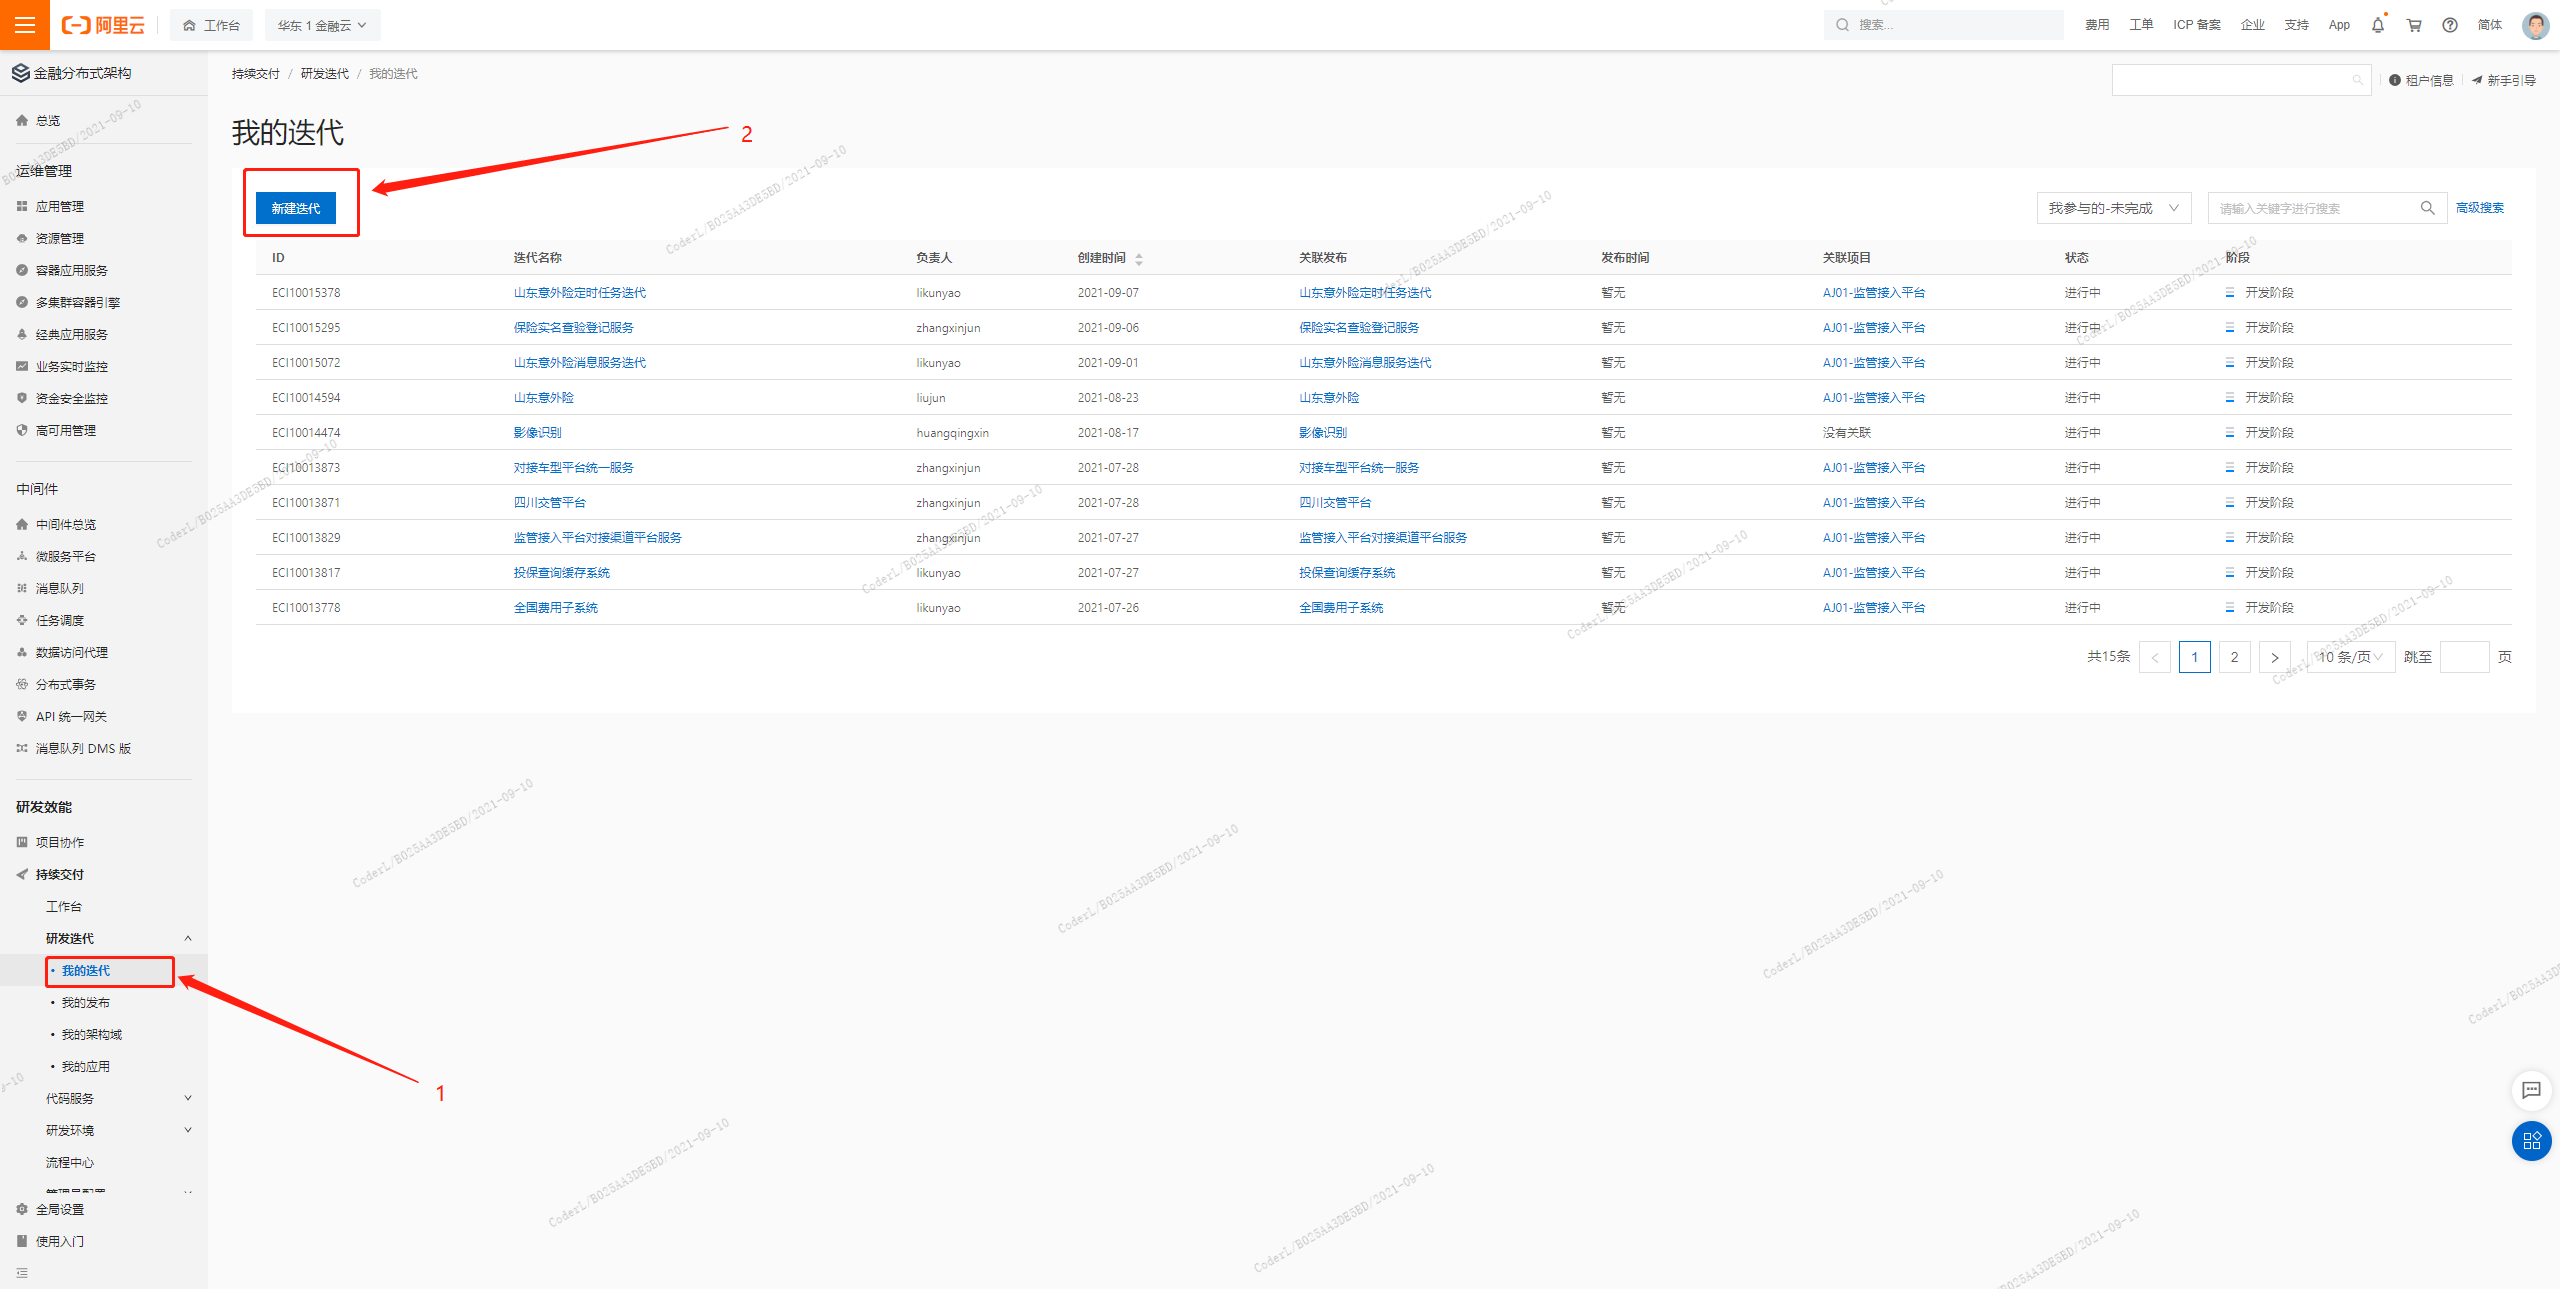 阿里云
工作台
华东 1 金融云
搜索...
费用 工单 ICP 备案 企业 支持 App 简体
金融分布式架构
总览
运维管理
应用管理
资源管理
容器应用服务
多集群容器引擎
经典应用服务
业务实时监控
资金安全监控
高可用管理
中间件
中间件总览
微服务平台
消息队列
任务调度
数据访问代理
分布式事务
API 统一网关
消息队列 DMS 版
研发效能
项目协作
持续交付
工作台
研发迭代
• 我的迭代
• 我的发布
• 我的架构域
• 我的应用
代码服务
研发环境
流程中心
管理员配置
全局设置
使用入门
持续交付 / 研发迭代 / 我的迭代
租户信息
新手引导
我的迭代
2
新建迭代
我参与的-未完成
请输入关键字进行搜索
高级搜索
ID 迭代名称 负责人 创建时间 关联发布 发布时间 关联项目 状态 阶段
ECI10015378 山东意外险定时任务迭代 likunyao 2021-09-07 山东意外险定时任务迭代 暂无 AJ01-监管接入平台 进行中 开发阶段
ECI10015295 保险实名查验登记服务 zhangxinjun 2021-09-06 保险实名查验登记服务 暂无 AJ01-监管接入平台 进行中 开发阶段
ECI10015072 山东意外险消息服务迭代 likunyao 2021-09-01 山东意外险消息服务迭代 暂无 AJ01-监管接入平台 进行中 开发阶段
ECI10014594 山东意外险 liujun 2021-08-23 山东意外险 暂无 AJ01-监管接入平台 进行中 开发阶段
ECI10014474 影像识别 huangqingxin 2021-08-17 影像识别 暂无 没有关联 进行中 开发阶段
ECI10013873 对接车型平台统一服务 zhangxinjun 2021-07-28 对接车型平台统一服务 暂无 AJ01-监管接入平台 进行中 开发阶段
ECI10013871 四川交管平台 zhangxinjun 2021-07-28 四川交管平台 暂无 AJ01-监管接入平台 进行中 开发阶段
ECI10013829 监管接入平台对接渠道平台服务 zhangxinjun 2021-07-27 监管接入平台对接渠道平台服务 暂无 AJ01-监管接入平台 进行中 开发阶段
ECI10013817 投保查询缓存系统 likunyao 2021-07-27 投保查询缓存系统 暂无 AJ01-监管接入平台 进行中 开发阶段
ECI10013778 全国费用子系统 likunyao 2021-07-26 全国费用子系统 暂无 AJ01-监管接入平台 进行中 开发阶段
共15条 < 1 2 > 10 条/页 跳至 页
1
CoderL/B025AA3DE5BD/2021-09-10